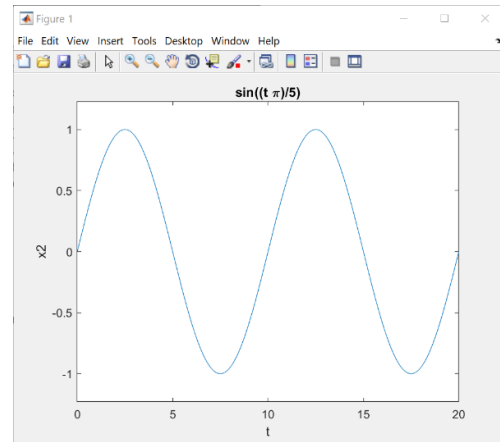 Figure 1
File Edit View Insert Tools Desktop Window Help
sin((t π)/5)
1
0.5
0
-0.5
-1
x2
0 5 10 15 20
t